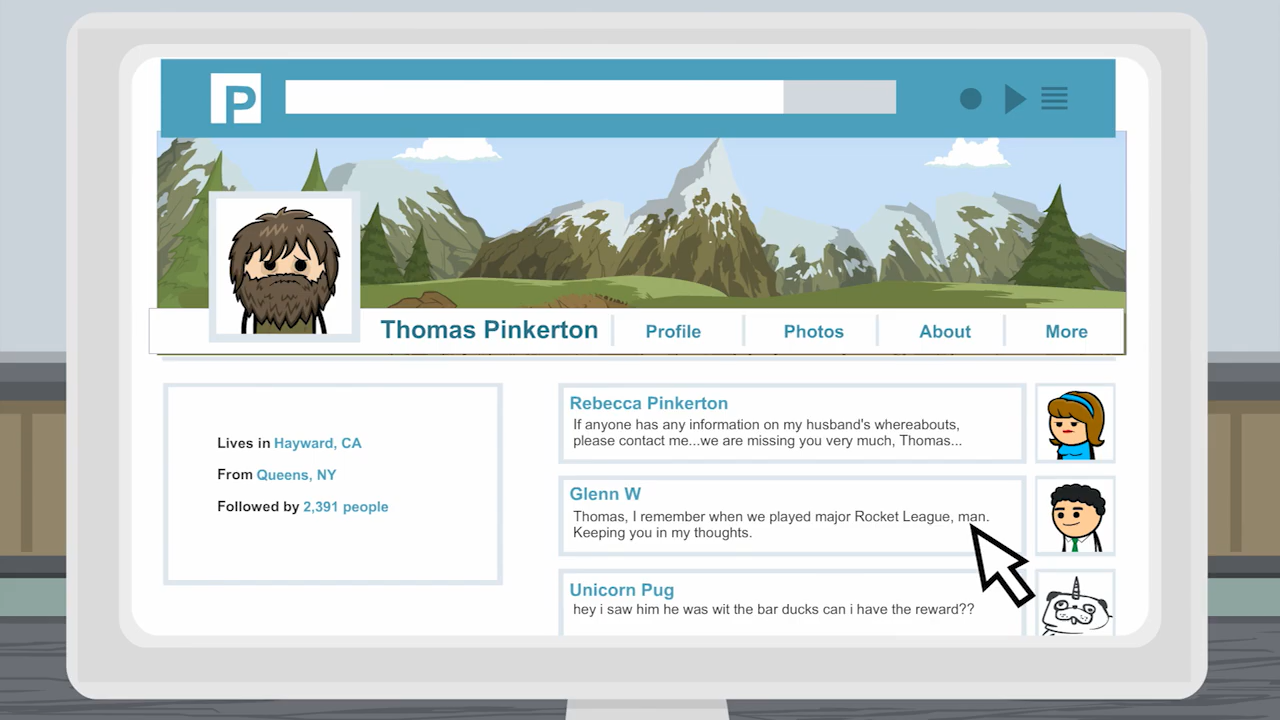 P
Thomas Pinkerton
Profile
Photos
About
More
Lives in Hayward, CA
From Queens, NY
Followed by 2,391 people
Rebecca Pinkerton
If anyone has any information on my husband's whereabouts,
please contact me...we are missing you very much, Thomas...
Glenn W
Thomas, I remember when we played major Rocket League, man.
Keeping you in my thoughts.
Unicorn Pug
hey i saw him he was wit the bar ducks can i have the reward??